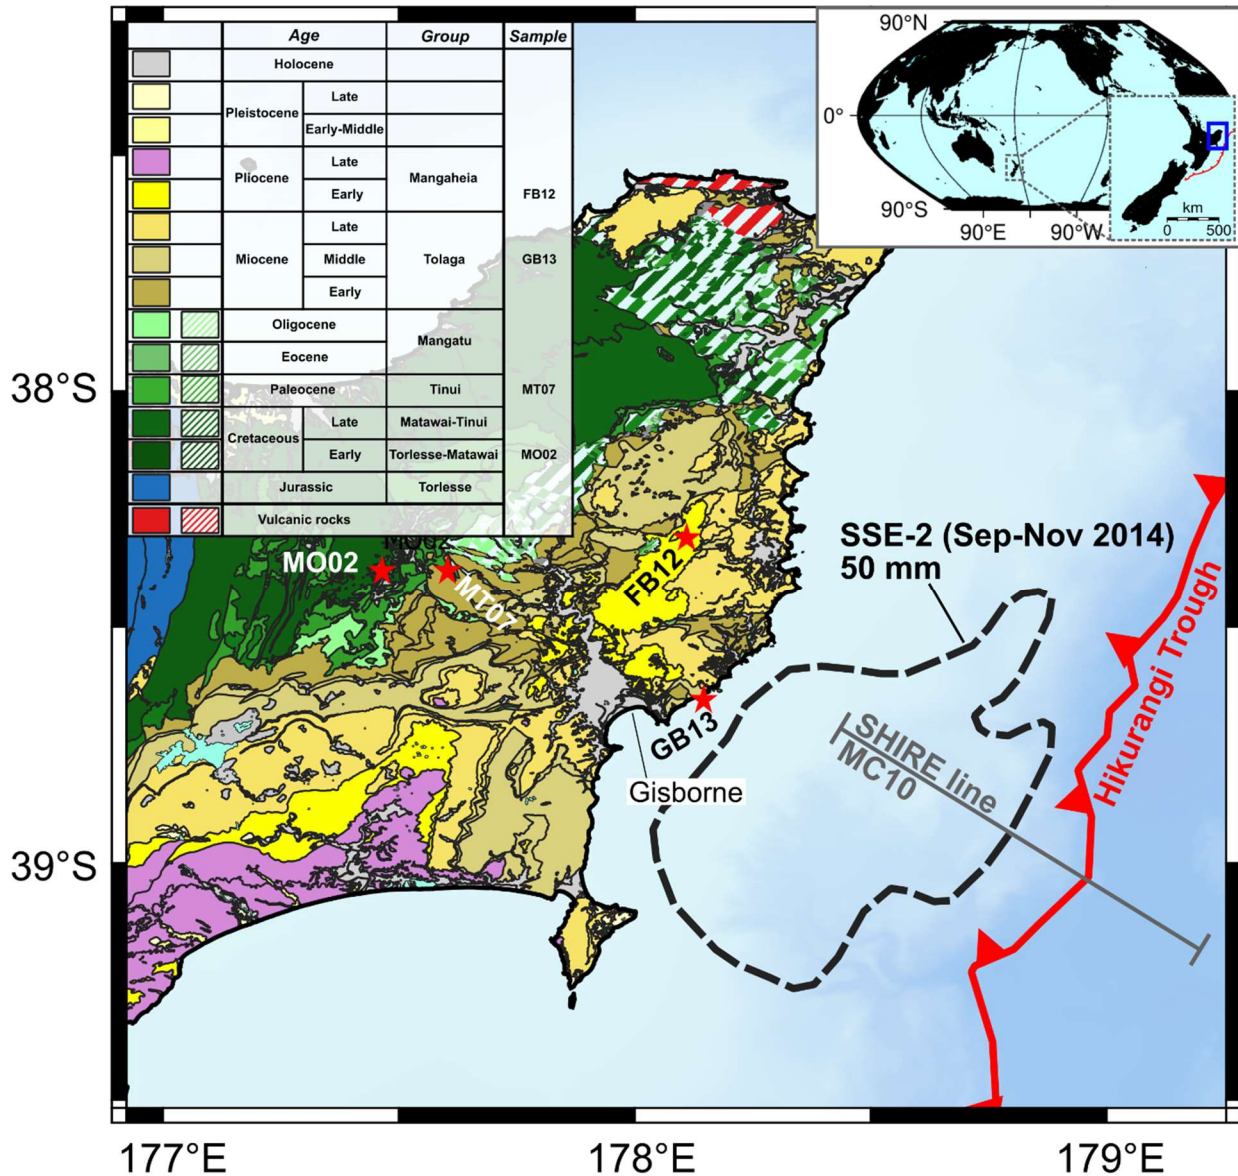 Age Group Sample
Holocene
Pleistocene Late
Early-Middle
Pliocene Late Mangaheia FB12
Early
Miocene Late Tolaga GB13
Middle
Early
Oligocene Mangatu
Eocene
Paleocene Tinui MT07
Cretaceous Late Matawai-Tinui MO02
Early Torlesse-Matawai
Jurassic Torlesse
Vulcanic rocks
90°N
0°
90°S
90°E 90°W
km
0 500
38°S
39°S
177°E 178°E 179°E
MO02
MO02
MT07
FB12
GB13
Gisborne
SSE-2 (Sep-Nov 2014)
50 mm
SHIRE line
MC10
Hikurangi Trough